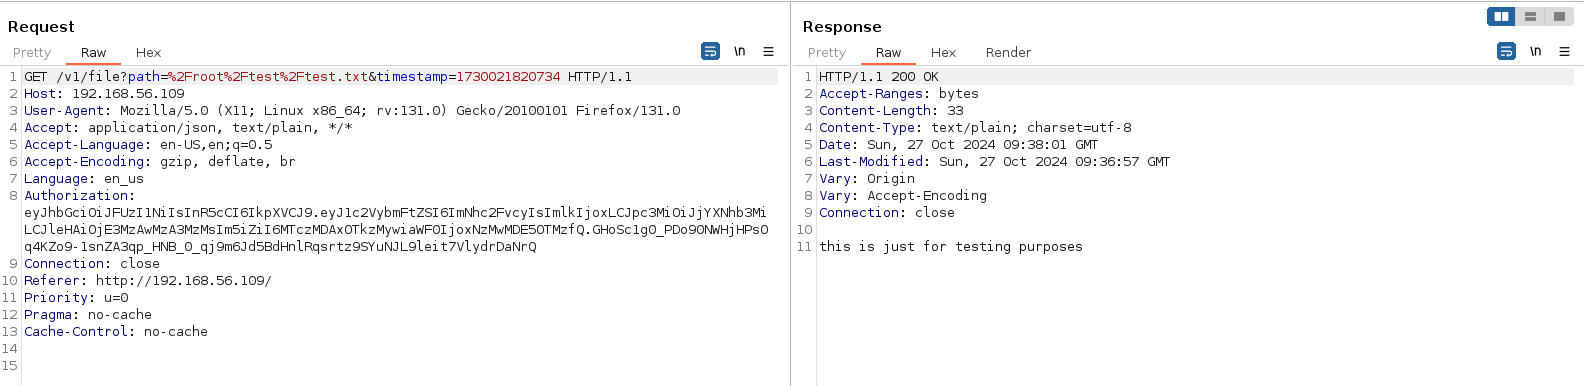 Request
Pretty Raw Hex
\n
1 GET /v1/file?path=%2Froot%2Ftest%2Ftest.txt&timestamp=1730021820734 HTTP/1.1
2 Host: 192.168.56.109
3 User-Agent: Mozilla/5.0 (X11; Linux x86_64; rv:131.0) Gecko/20100101 Firefox/131.0
4 Accept: application/json, text/plain, */*
5 Accept-Language: en-US,en;q=0.5
6 Accept-Encoding: gzip, deflate, br
7 Language: en_us
8 Authorization:
eyJhbGciOiJFUzI1NiIsInR5cCI6IkpXVCJ9.eyJ1c2VybmFtZSI6ImNhc2FvcyIsImlkIjoxLCJpc3MiOiJjYXNhb3Mi
LCJleHAiOjE3MzAwMzA3MzMsIm5iZiI6MTczMDAxOTkzMywiaWF0IjoxNzMwMDE5OTMzfQ.GHoSc1g0_PDo90NWHjHPs0
q4KZo9-1snZA3qp_HNB_0_qj9m6Jd5BdHnlRqsrtz9SYuNJL9leit7VlydrDaNrQ
9 Connection: close
10 Referer: http://192.168.56.109/
11 Priority: u=0
12 Pragma: no-cache
13 Cache-Control: no-cache
14
15
Response
Pretty Raw Hex Render
\n
1 HTTP/1.1 200 OK
2 Accept-Ranges: bytes
3 Content-Length: 33
4 Content-Type: text/plain; charset=utf-8
5 Date: Sun, 27 Oct 2024 09:38:01 GMT
6 Last-Modified: Sun, 27 Oct 2024 09:36:57 GMT
7 Vary: Origin
8 Vary: Accept-Encoding
9 Connection: close
10
11 this is just for testing purposes